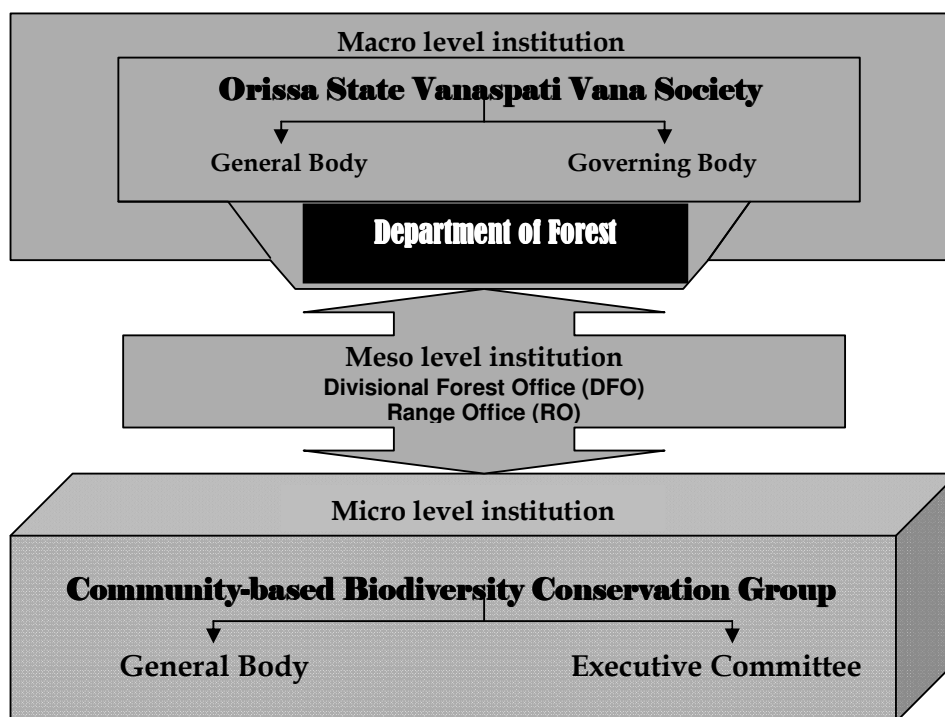 Macro level institution
Orissa State Vanaspati Vana Society
General Body
Governing Body
Department of Forest
Meso level institution
Divisional Forest Office (DFO)
Range Office (RO)
Micro level institution
Community-based Biodiversity Conservation Group
General Body
Executive Committee